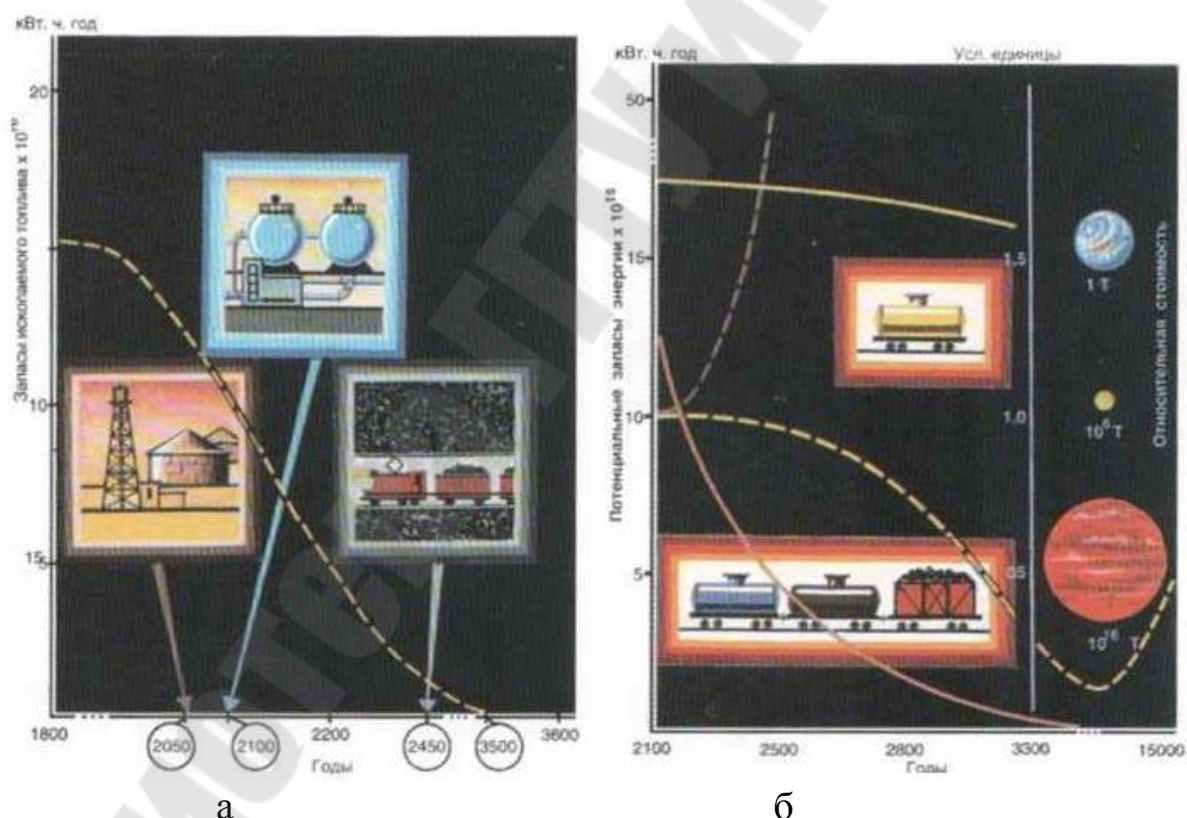 кВт. ч. год
20
Запасы ископаемого топлива x 10
10
15
1800
2050
2100
2200
2450
3500
3600
Годы
а
кВт. ч. год
Усл. единицы
50
15
10
5
Потенциальные запасы энергии x 10¹⁵
1.5
1.0
0.5
1 Т
10⁶ Т
10¹⁶ Т
Относительная стоимость
2100
2500
2800
3300
15000
Годы
б